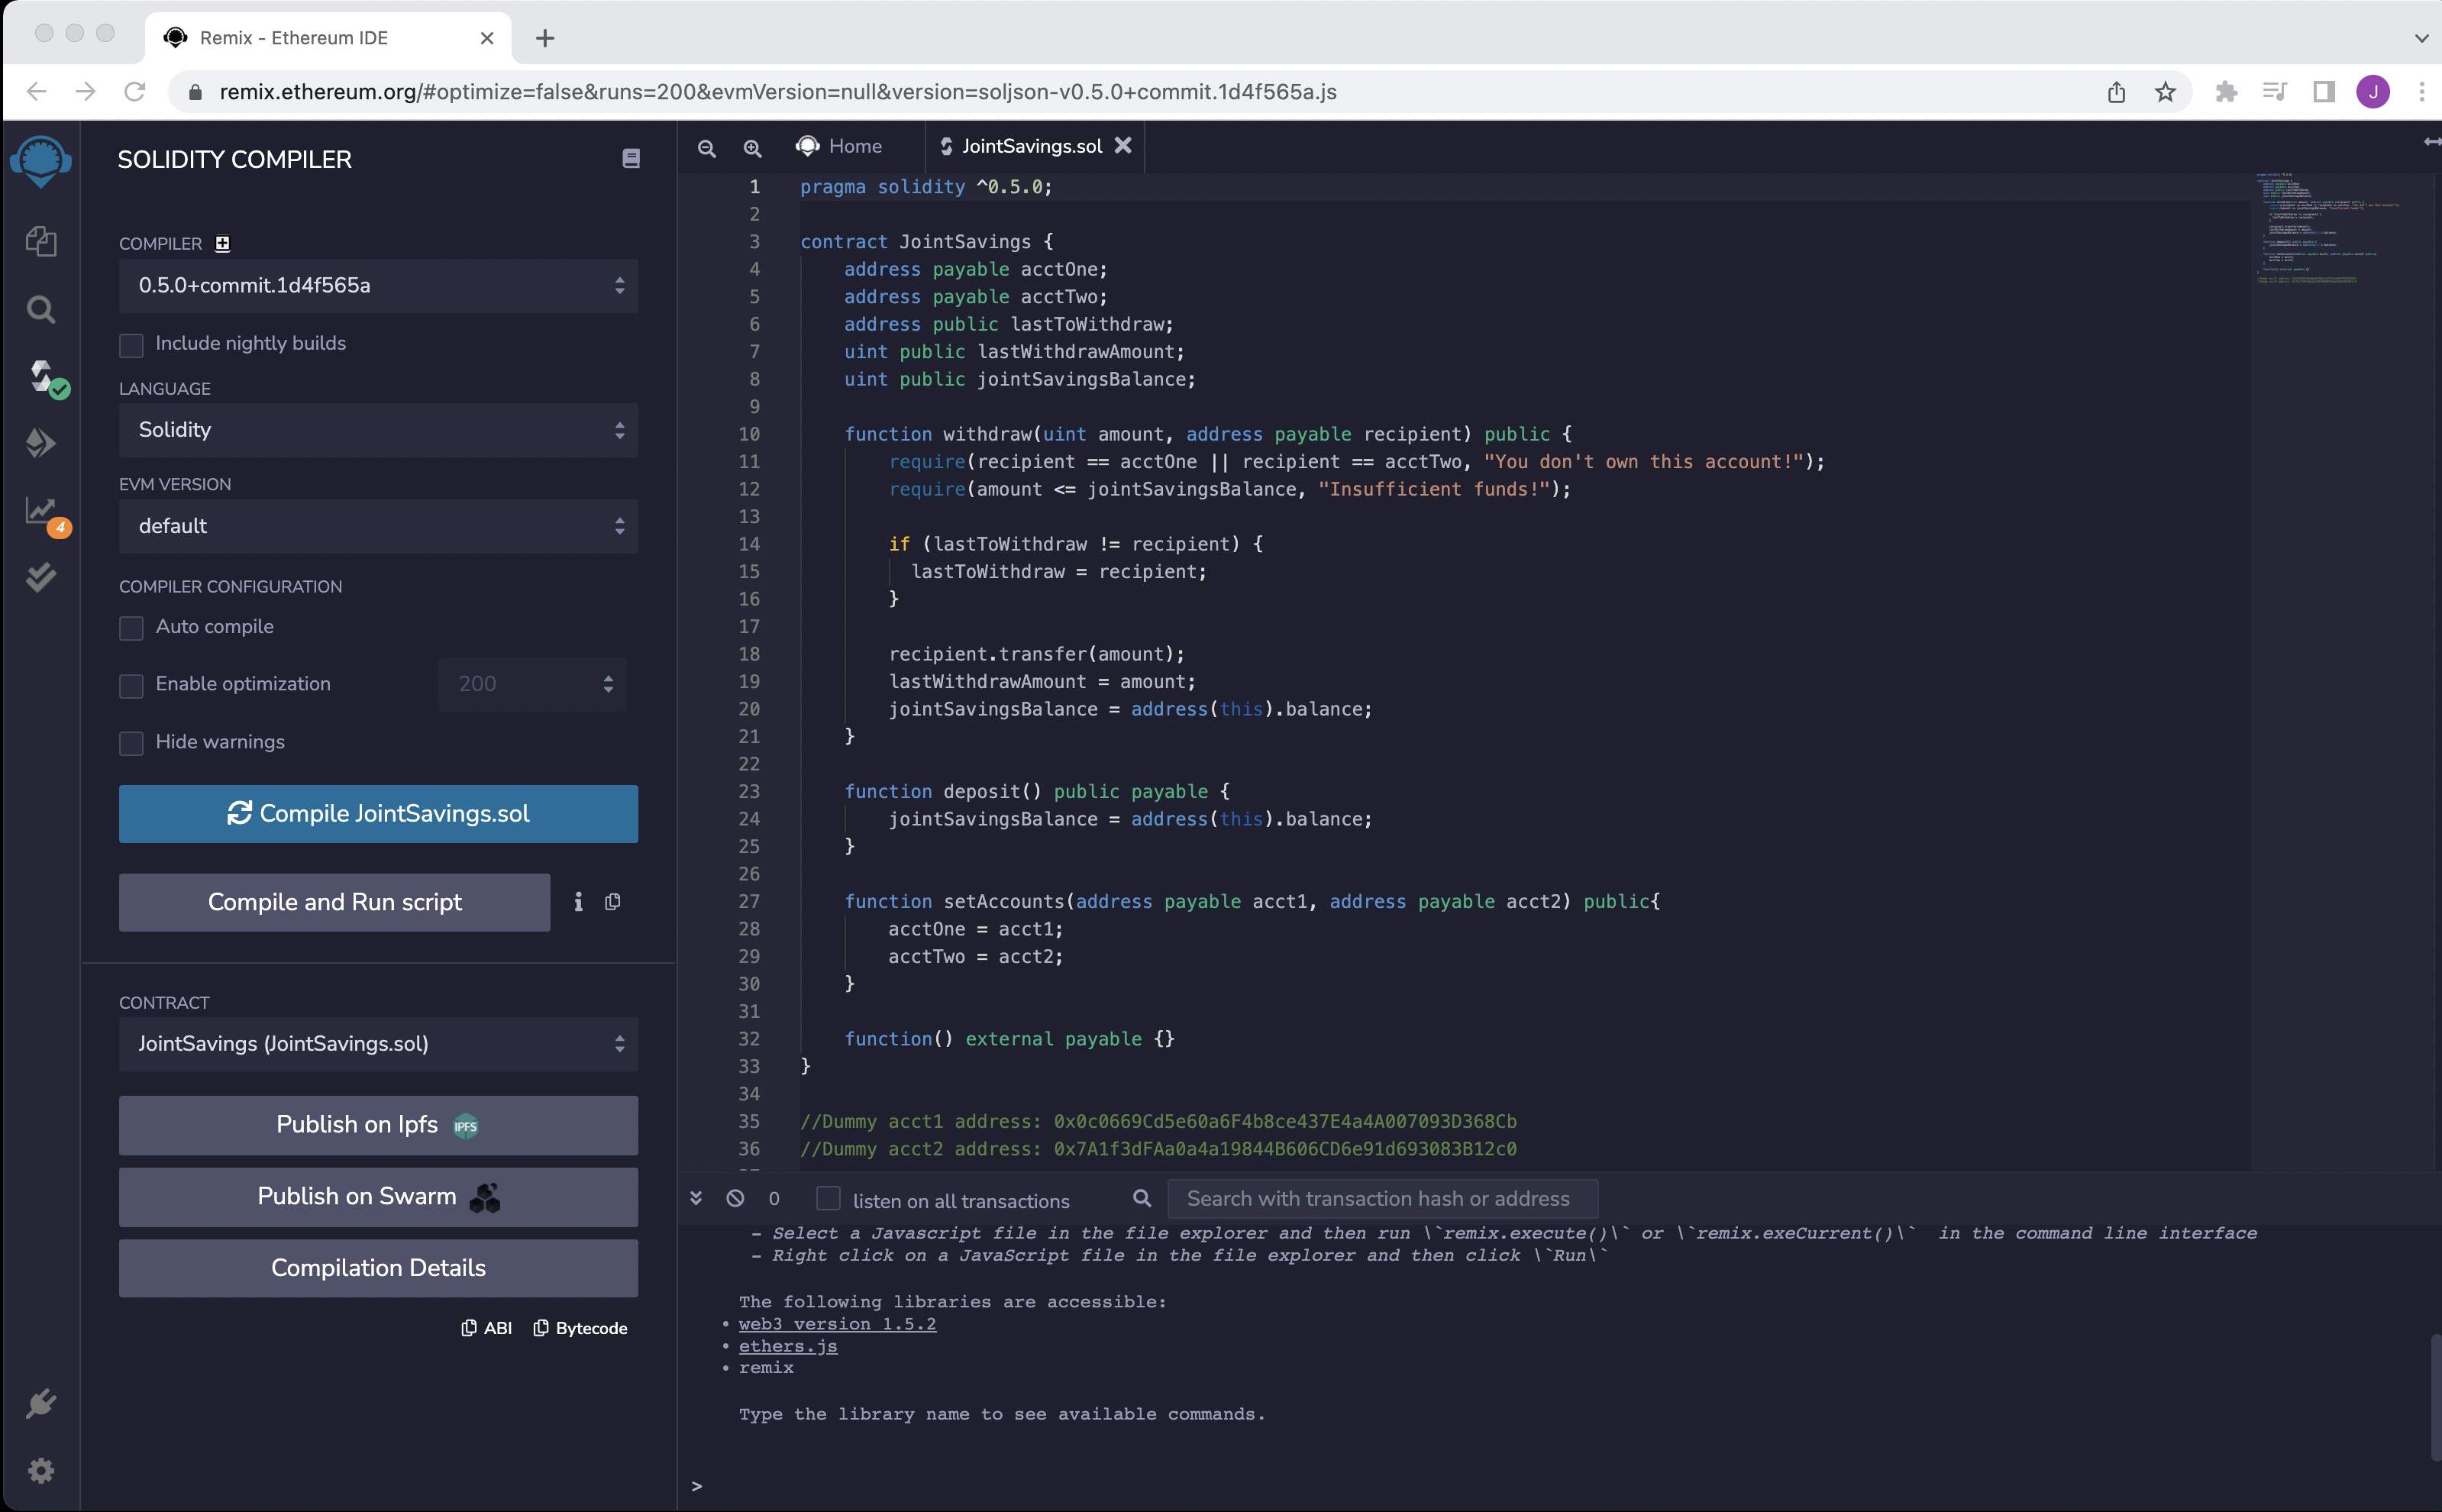 Remix - Ethereum IDE
remix.ethereum.org/#optimize=false&runs=200&evmVersion=null&version=soljson-v0.5.0+commit.1d4f565a.js
J
SOLIDITY COMPILER
COMPILER
0.5.0+commit.1d4f565a
Include nightly builds
LANGUAGE
Solidity
EVM VERSION
default
4
COMPILER CONFIGURATION
Auto compile
Enable optimization
200
Hide warnings
Compile JointSavings.sol
Compile and Run script
CONTRACT
JointSavings (JointSavings.sol)
Publish on Ipfs IPFS
Publish on Swarm
Compilation Details
ABI Bytecode
Home JointSavings.sol
1 pragma solidity ^0.5.0;
2
3 contract JointSavings {
4     address payable acctOne;
5     address payable acctTwo;
6     address public lastToWithdraw;
7     uint public lastWithdrawAmount;
8     uint public jointSavingsBalance;
9
10     function withdraw(uint amount, address payable recipient) public {
11         require(recipient == acctOne || recipient == acctTwo, "You don't own this account!");
12         require(amount <= jointSavingsBalance, "Insufficient funds!");
13
14         if (lastToWithdraw != recipient) {
15           lastToWithdraw = recipient;
16         }
17
18         recipient.transfer(amount);
19         lastWithdrawAmount = amount;
20         jointSavingsBalance = address(this).balance;
21     }
22
23     function deposit() public payable {
24         jointSavingsBalance = address(this).balance;
25     }
26
27     function setAccounts(address payable acct1, address payable acct2) public{
28         acctOne = acct1;
29         acctTwo = acct2;
30     }
31
32     function() external payable {}
33 }
34
35 //Dummy acct1 address: 0x0c0669Cd5e60a6F4b8ce437E4a4A007093D368Cb
36 //Dummy acct2 address: 0x7A1f3dFAa0a4a19844B606CD6e91d693083B12c0
0 listen on all transactions Search with transaction hash or address
- Select a Javascript file in the file explorer and then run \`remix.execute()\` or \`remix.exeCurrent()\`  in the command line interface
- Right click on a JavaScript file in the file explorer and then click \`Run\`
The following libraries are accessible:
• web3 version 1.5.2
• ethers.js
• remix
Type the library name to see available commands.
>